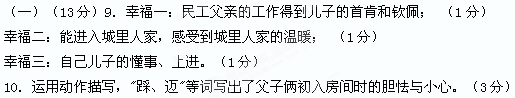 （一）（13分）9．幸福一：民工父亲的工作得到儿子的首肯和钦佩；（1分）
幸福二：能进入城里人家，感受到城里人家的温暖；（1分）
幸福三：自己儿子的懂事、上进。（1分）
10．运用动作描写，“踩、迈”等词写出了父子俩初入房间时的胆怯与小心。（3分）